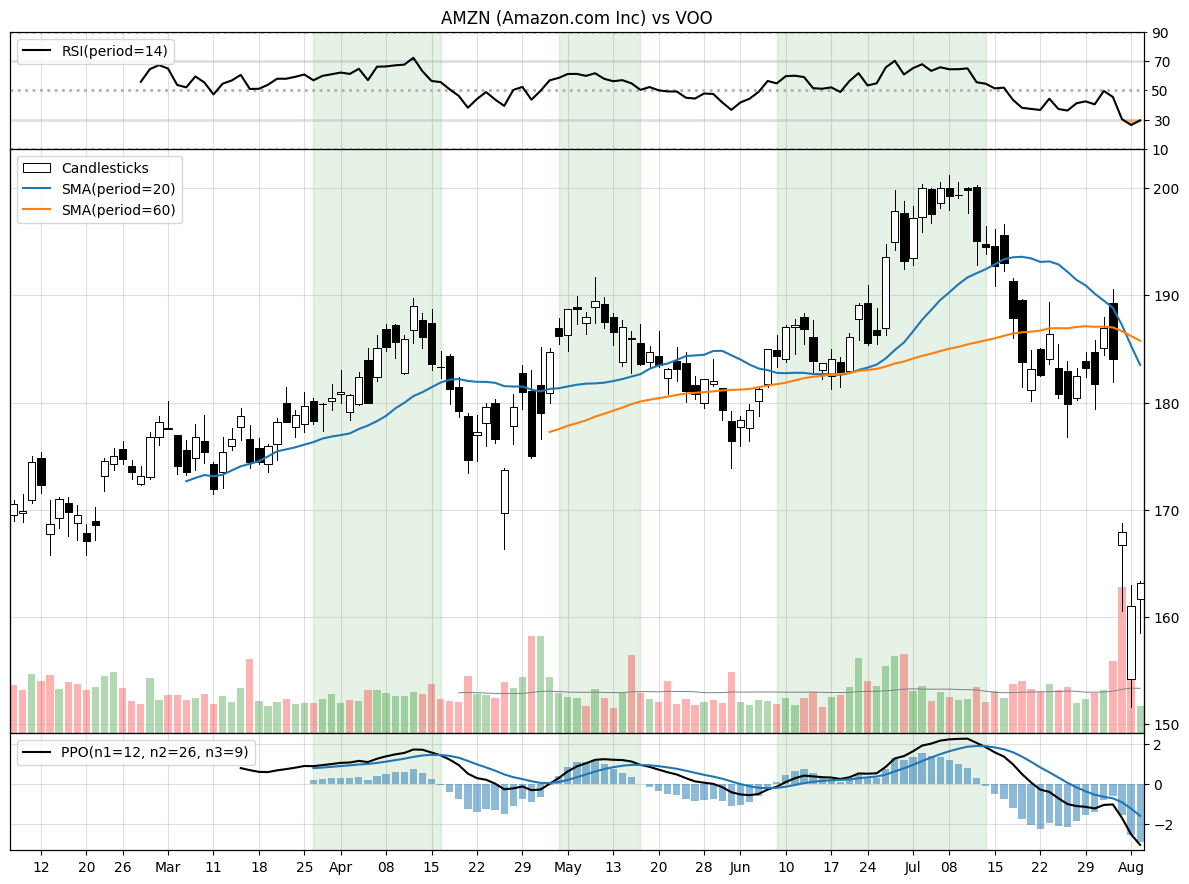 AMZN (Amazon.com Inc) vs VOO
RSI(period=14)
90
70
50
30
10
Candlesticks
SMA(period=20)
SMA(period=60)
200
190
180
170
160
150
PPO(n1=12, n2=26, n3=9)
2
0
−2
12 20 26 Mar 11 18 25 Apr 08 15 22 29 May 13 20 28 Jun 10 17 24 Jul 08 15 22 29 Aug